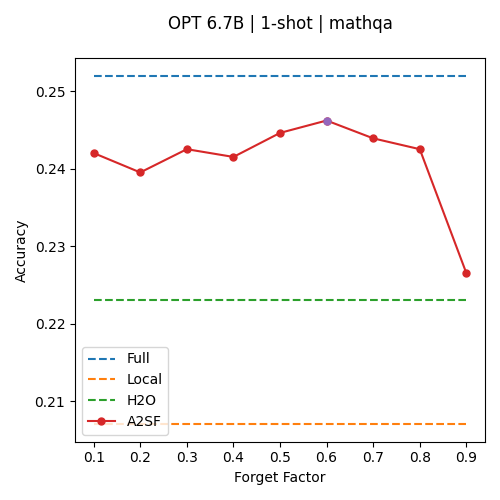 OPT 6.7B | 1-shot | mathqa
0.25
0.24
0.23
0.22
0.21
Accuracy
Full
Local
H2O
A2SF
0.1 0.2 0.3 0.4 0.5 0.6 0.7 0.8 0.9
Forget Factor